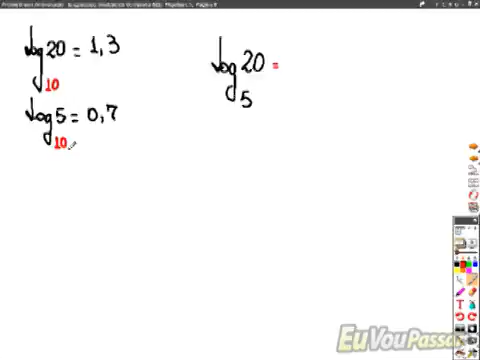 log 20 = 1,3
10
log 5 = 0,7
10
log 20 =
5
EuVouPassar